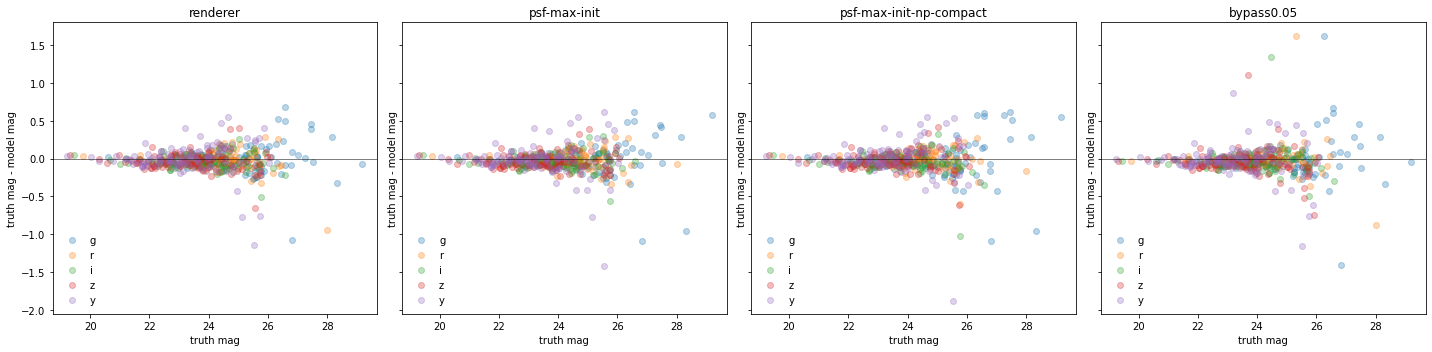 renderer
truth mag - model mag
1.5
1.0
0.5
0.0
−0.5
−1.0
−1.5
−2.0
g
r
i
z
y
20 22 24 26 28
truth mag
psf-max-init
truth mag - model mag
g
r
i
z
y
20 22 24 26 28
truth mag
psf-max-init-np-compact
truth mag - model mag
g
r
i
z
y
20 22 24 26 28
truth mag
bypass0.05
truth mag - model mag
g
r
i
z
y
20 22 24 26 28
truth mag